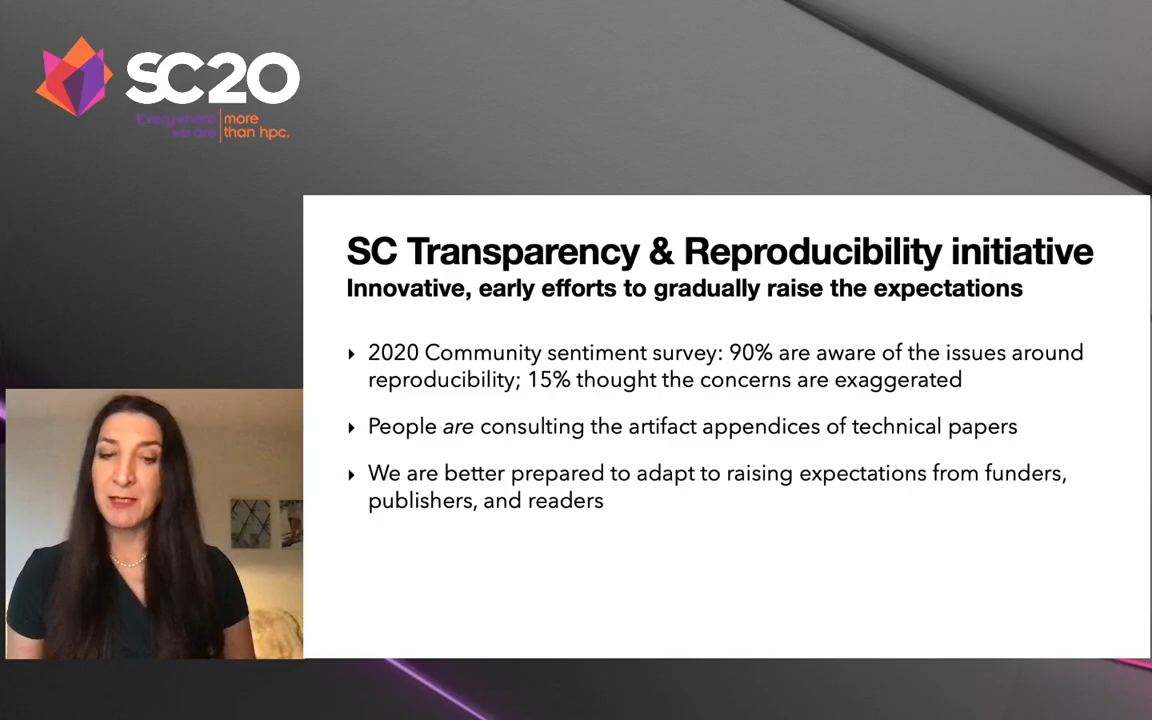 SC20
Everywhere
we are
more
than hpc.
SC Transparency & Reproducibility initiative
Innovative, early efforts to gradually raise the expectations
‣ 2020 Community sentiment survey: 90% are aware of the issues around
reproducibility; 15% thought the concerns are exaggerated
‣ People are consulting the artifact appendices of technical papers
‣ We are better prepared to adapt to raising expectations from funders,
publishers, and readers